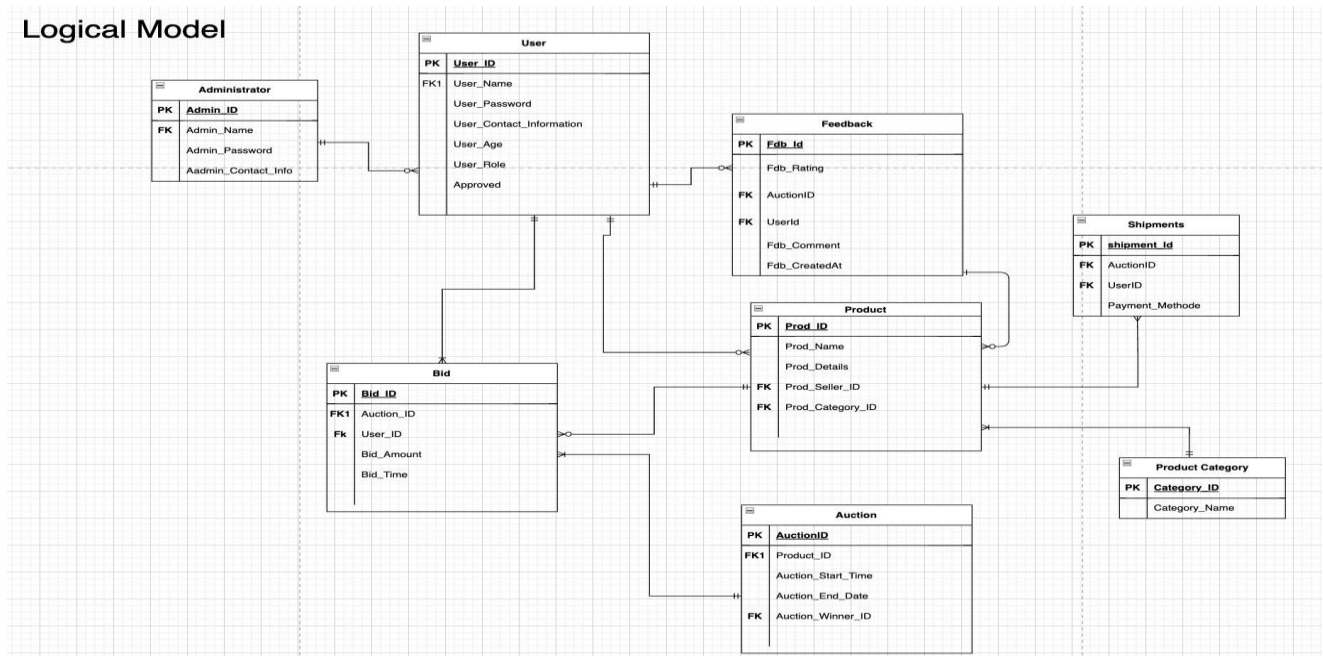 Logical Model
User
PK User_ID
FK1 User_Name
User_Password
User_Contact_Information
User_Age
User_Role
Approved
Administrator
PK Admin_ID
FK Admin_Name
Admin_Password
Aadmin_Contact_Info
Feedback
PK Fdb_Id
Fdb_Rating
FK AuctionID
FK UserId
Fdb_Comment
Fdb_CreatedAt
Shipments
PK shipment_Id
FK AuctionID
FK UserID
Payment_Methode
Product
PK Prod_ID
Prod_Name
Prod_Details
FK Prod_Seller_ID
FK Prod_Category_ID
Bid
PK Bid_ID
FK1 Auction_ID
Fk User_ID
Bid_Amount
Bid_Time
Product Category
PK Category_ID
Category_Name
Auction
PK AuctionID
FK1 Product_ID
Auction_Start_Time
Auction_End_Date
FK Auction_Winner_ID